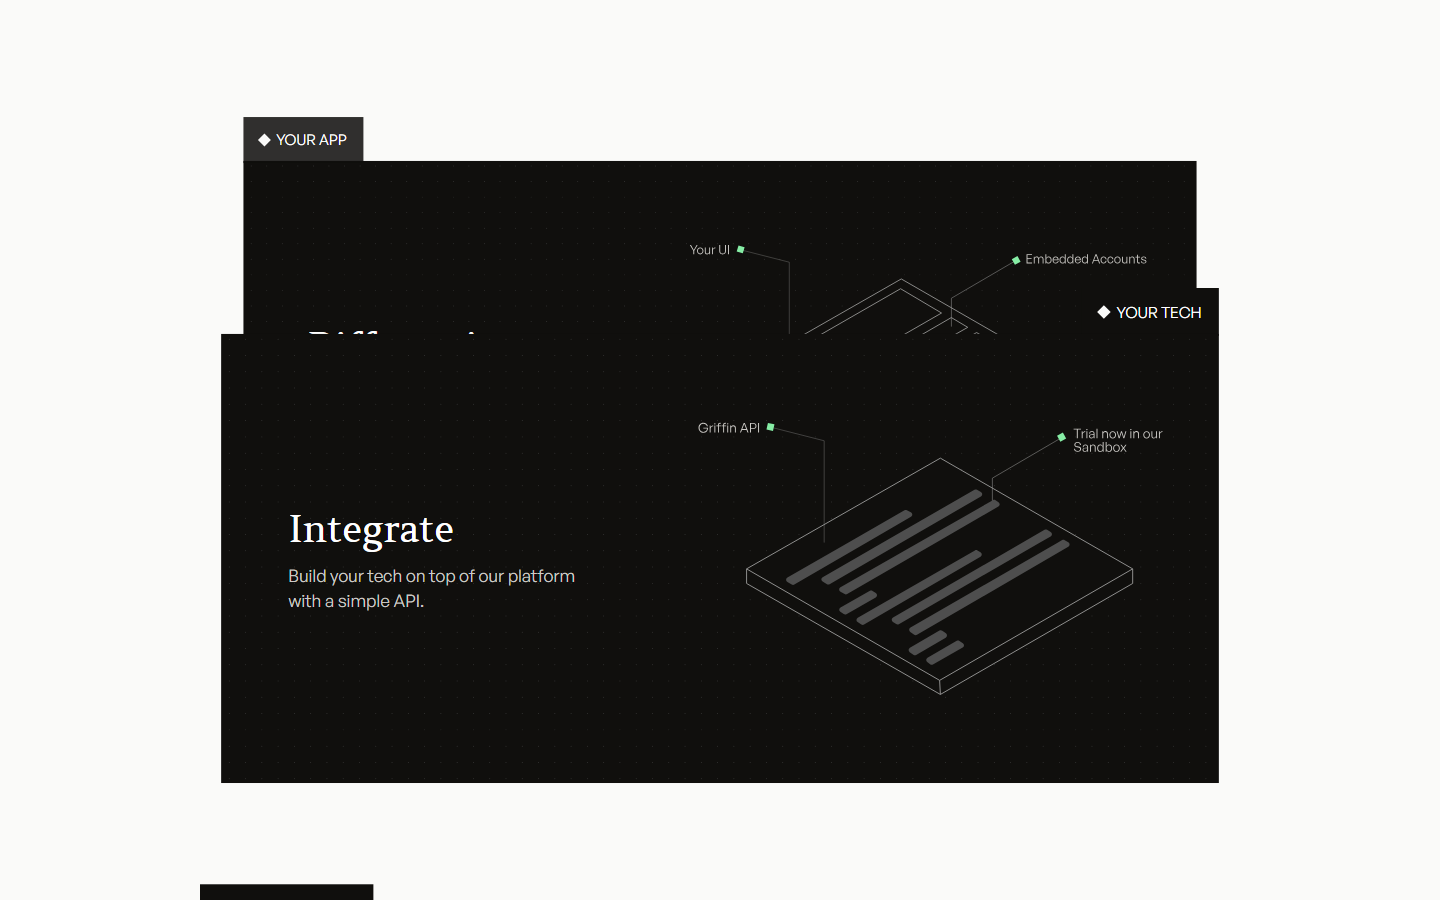 YOUR APP
Your UI
Embedded Accounts
YOUR TECH
Griffin API
Trial now in our
Sandbox
Integrate
Build your tech on top of our platform
with a simple API.